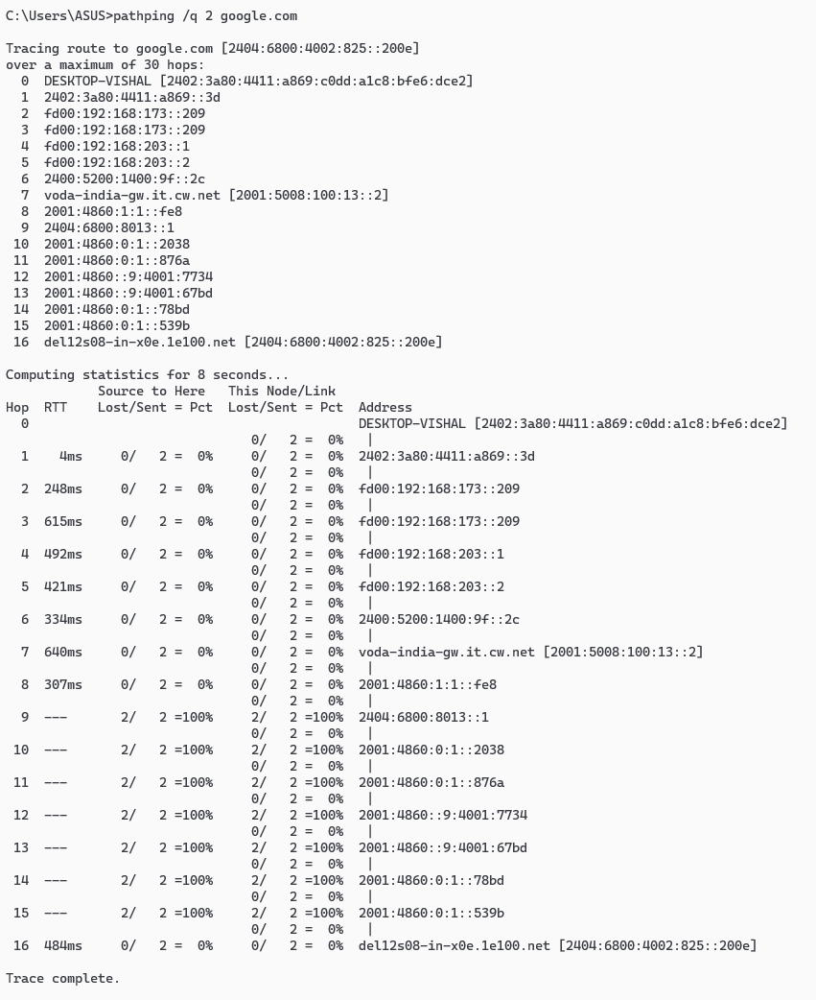 C:\Users\ASUS>pathping /q 2 google.com

Tracing route to google.com [2404:6800:4002:825::200e]
over a maximum of 30 hops:
  0  DESKTOP-VISHAL [2402:3a80:4411:a869:c0dd:a1c8:bfe6:dce2]
  1  2402:3a80:4411:a869::3d
  2  fd00:192:168:173::209
  3  fd00:192:168:173::209
  4  fd00:192:168:203::1
  5  fd00:192:168:203::2
  6  2400:5200:1400:9f::2c
  7  voda-india-gw.it.cw.net [2001:5008:100:13::2]
  8  2001:4860:1:1::fe8
  9  2404:6800:8013::1
 10  2001:4860:0:1::2038
 11  2001:4860:0:1::876a
 12  2001:4860::9:4001:7734
 13  2001:4860::9:4001:67bd
 14  2001:4860:0:1::78bd
 15  2001:4860:0:1::539b
 16  del12s08-in-x0e.1e100.net [2404:6800:4002:825::200e]

Computing statistics for 8 seconds...
            Source to Here   This Node/Link
Hop  RTT    Lost/Sent = Pct  Lost/Sent = Pct  Address
  0                                           DESKTOP-VISHAL [2402:3a80:4411:a869:c0dd:a1c8:bfe6:dce2]
                                0/   2 =  0%   |
  1    4ms     0/   2 =  0%     0/   2 =  0%  2402:3a80:4411:a869::3d
                                0/   2 =  0%   |
  2  248ms     0/   2 =  0%     0/   2 =  0%  fd00:192:168:173::209
                                0/   2 =  0%   |
  3  615ms     0/   2 =  0%     0/   2 =  0%  fd00:192:168:173::209
                                0/   2 =  0%   |
  4  492ms     0/   2 =  0%     0/   2 =  0%  fd00:192:168:203::1
                                0/   2 =  0%   |
  5  421ms     0/   2 =  0%     0/   2 =  0%  fd00:192:168:203::2
                                0/   2 =  0%   |
  6  334ms     0/   2 =  0%     0/   2 =  0%  2400:5200:1400:9f::2c
                                0/   2 =  0%   |
  7  640ms     0/   2 =  0%     0/   2 =  0%  voda-india-gw.it.cw.net [2001:5008:100:13::2]
                                0/   2 =  0%   |
  8  307ms     0/   2 =  0%     0/   2 =  0%  2001:4860:1:1::fe8
                                0/   2 =  0%   |
  9  ---       2/   2 =100%     2/   2 =100%  2404:6800:8013::1
                                0/   2 =  0%   |
 10  ---       2/   2 =100%     2/   2 =100%  2001:4860:0:1::2038
                                0/   2 =  0%   |
 11  ---       2/   2 =100%     2/   2 =100%  2001:4860:0:1::876a
                                0/   2 =  0%   |
 12  ---       2/   2 =100%     2/   2 =100%  2001:4860::9:4001:7734
                                0/   2 =  0%   |
 13  ---       2/   2 =100%     2/   2 =100%  2001:4860::9:4001:67bd
                                0/   2 =  0%   |
 14  ---       2/   2 =100%     2/   2 =100%  2001:4860:0:1::78bd
                                0/   2 =  0%   |
 15  ---       2/   2 =100%     2/   2 =100%  2001:4860:0:1::539b
                                0/   2 =  0%   |
 16  484ms     0/   2 =  0%     0/   2 =  0%  del12s08-in-x0e.1e100.net [2404:6800:4002:825::200e]

Trace complete.